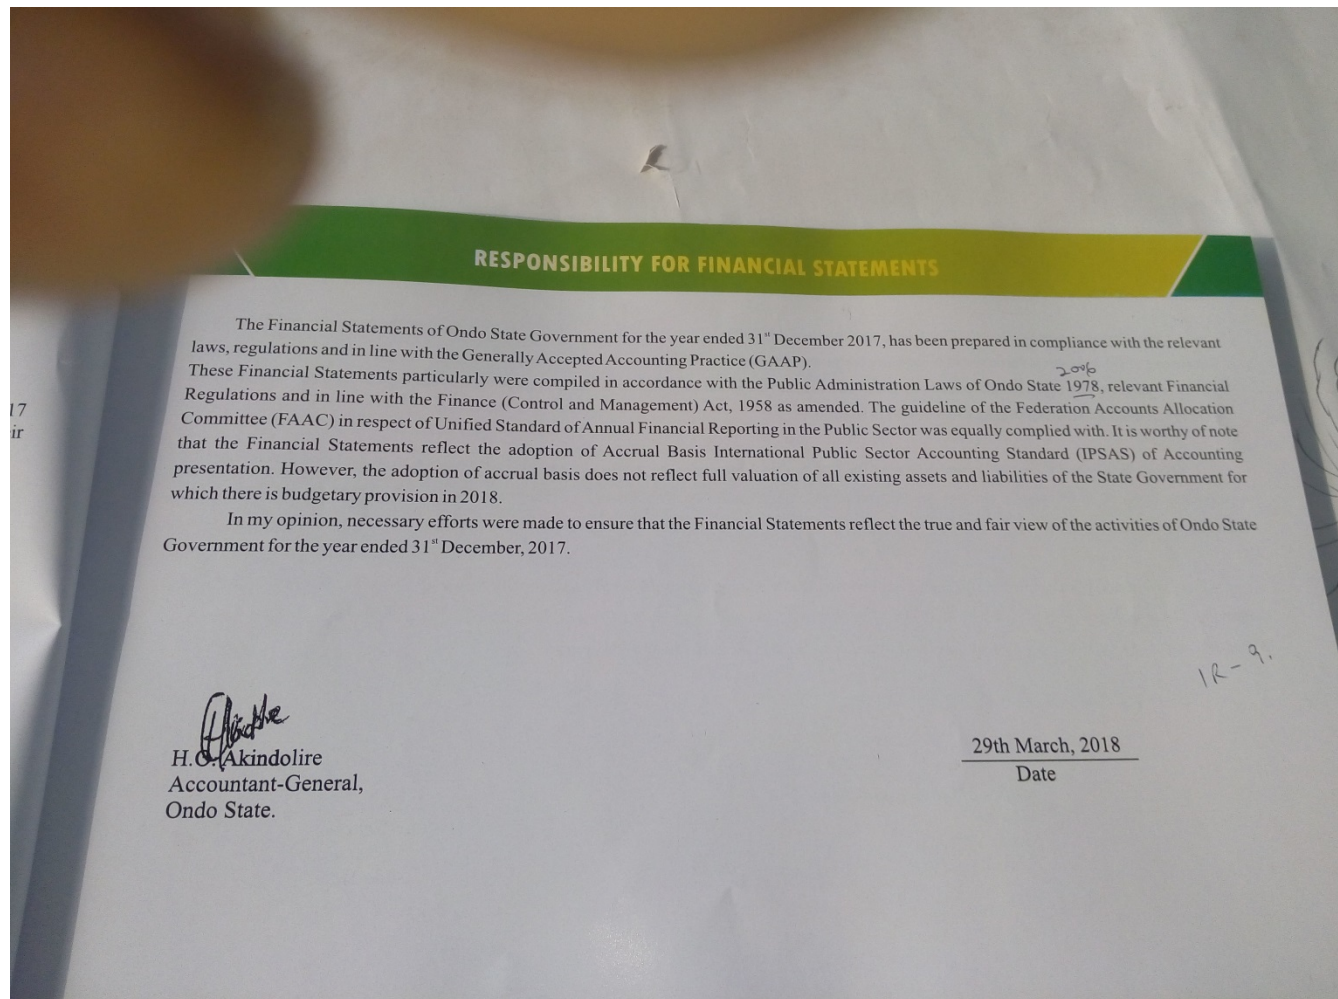 RESPONSIBILITY FOR FINANCIAL STATEMENTS
The Financial Statements of Ondo State Government for the year ended 31st December 2017, has been prepared in compliance with the relevant
laws, regulations and in line with the Generally Accepted Accounting Practice (GAAP).
2006
These Financial Statements particularly were compiled in accordance with the Public Administration Laws of Ondo State 1978, relevant Financial
Regulations and in line with the Finance (Control and Management) Act, 1958 as amended. The guideline of the Federation Accounts Allocation
Committee (FAAC) in respect of Unified Standard of Annual Financial Reporting in the Public Sector was equally complied with. It is worthy of note
that the Financial Statements reflect the adoption of Accrual Basis International Public Sector Accounting Standard (IPSAS) of Accounting
presentation. However, the adoption of accrual basis does not reflect full valuation of all existing assets and liabilities of the State Government for
which there is budgetary provision in 2018.
In my opinion, necessary efforts were made to ensure that the Financial Statements reflect the true and fair view of the activities of Ondo State
Government for the year ended 31st December, 2017.
17
ir
IR-9.
H.O. Akindolire
Accountant-General,
Ondo State.
29th March, 2018
Date